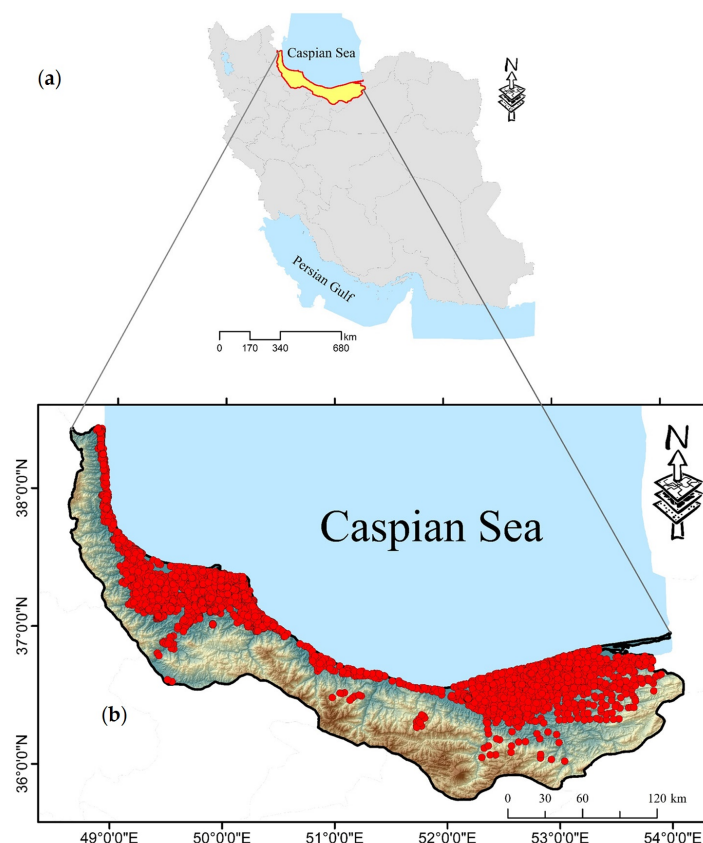 Caspian Sea
(a)
N
Persian Gulf
km
0 170 340 680
N
38°0'0"N
Caspian Sea
37°0'0"N
(b)
36°0'0"N
0 30 60 120 km
49°0'0"E 50°0'0"E 51°0'0"E 52°0'0"E 53°0'0"E 54°0'0"E